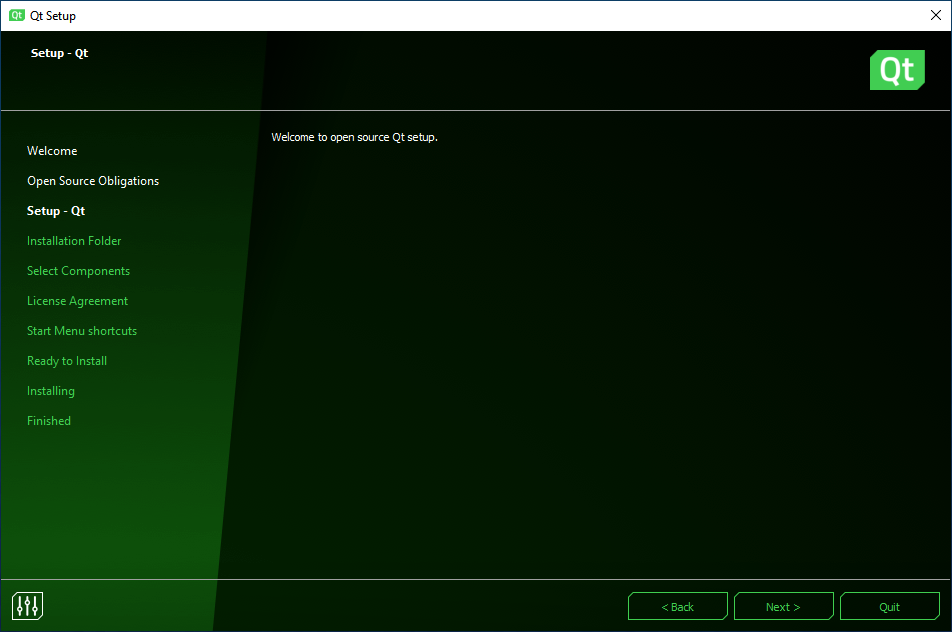 Qt Qt Setup
Setup - Qt
Qt
Welcome to open source Qt setup.
Welcome
Open Source Obligations
Setup - Qt
Installation Folder
Select Components
License Agreement
Start Menu shortcuts
Ready to Install
Installing
Finished
< Back
Next >
Quit